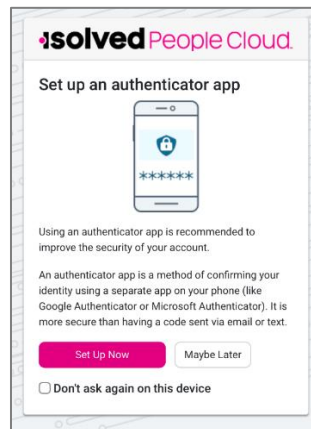 isolved People Cloud
Set up an authenticator app
******
Using an authenticator app is recommended to
improve the security of your account.
An authenticator app is a method of confirming your
identity using a separate app on your phone (like
Google Authenticator or Microsoft Authenticator). It is
more secure than having a code sent via email or text.
Set Up Now
Maybe Later
Don't ask again on this device